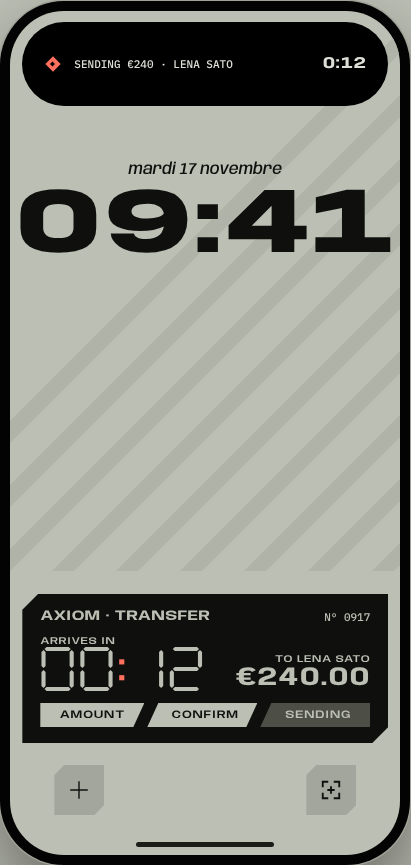 SENDING €240 · LENA SATO
0:12
mardi 17 novembre
09:41
AXIOM · TRANSFER
Nº 0917
ARRIVES IN
00:12
TO LENA SATO
€240.00
AMOUNT
CONFIRM
SENDING